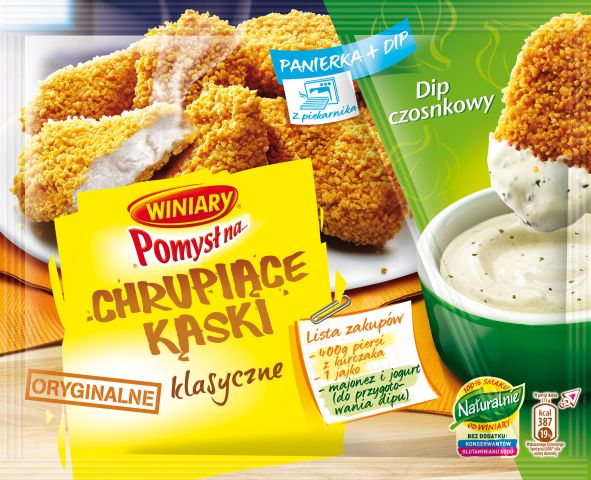 PANIERKA + DIP
z piekarnika
Dip
czosnkowy
WINIARY
Pomysł na...
CHRUPIĄCE
KĄSKI
klasyczne
ORYGINALNE
Lista zakupów
- 400g piersi
z kurczaka
- 1 jajko
- majonez i jogurt
(do przygoto-
wania dipu)
100% SMAKU
Naturalnie
OD WINIARY
BEZ DODATKU:
KONSERWANTÓW
GLUTAMINIANU SODU
kcal
387
19%